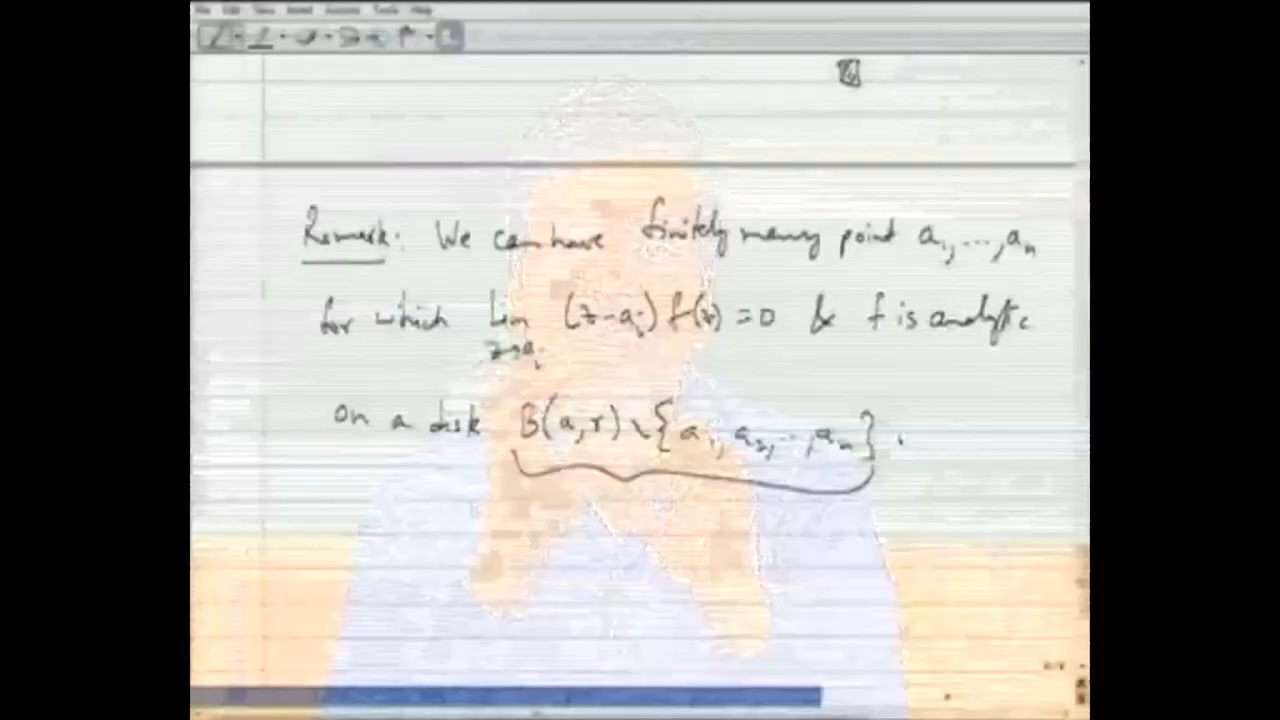 Remark: We can have finitely many point a₁, ..., aₙ
for which lim (z-aᵢ) f(z) = 0 & f is analytic
z→aᵢ
on a disk B(a,r) \ {a₁, a₂, ..., aₙ}.